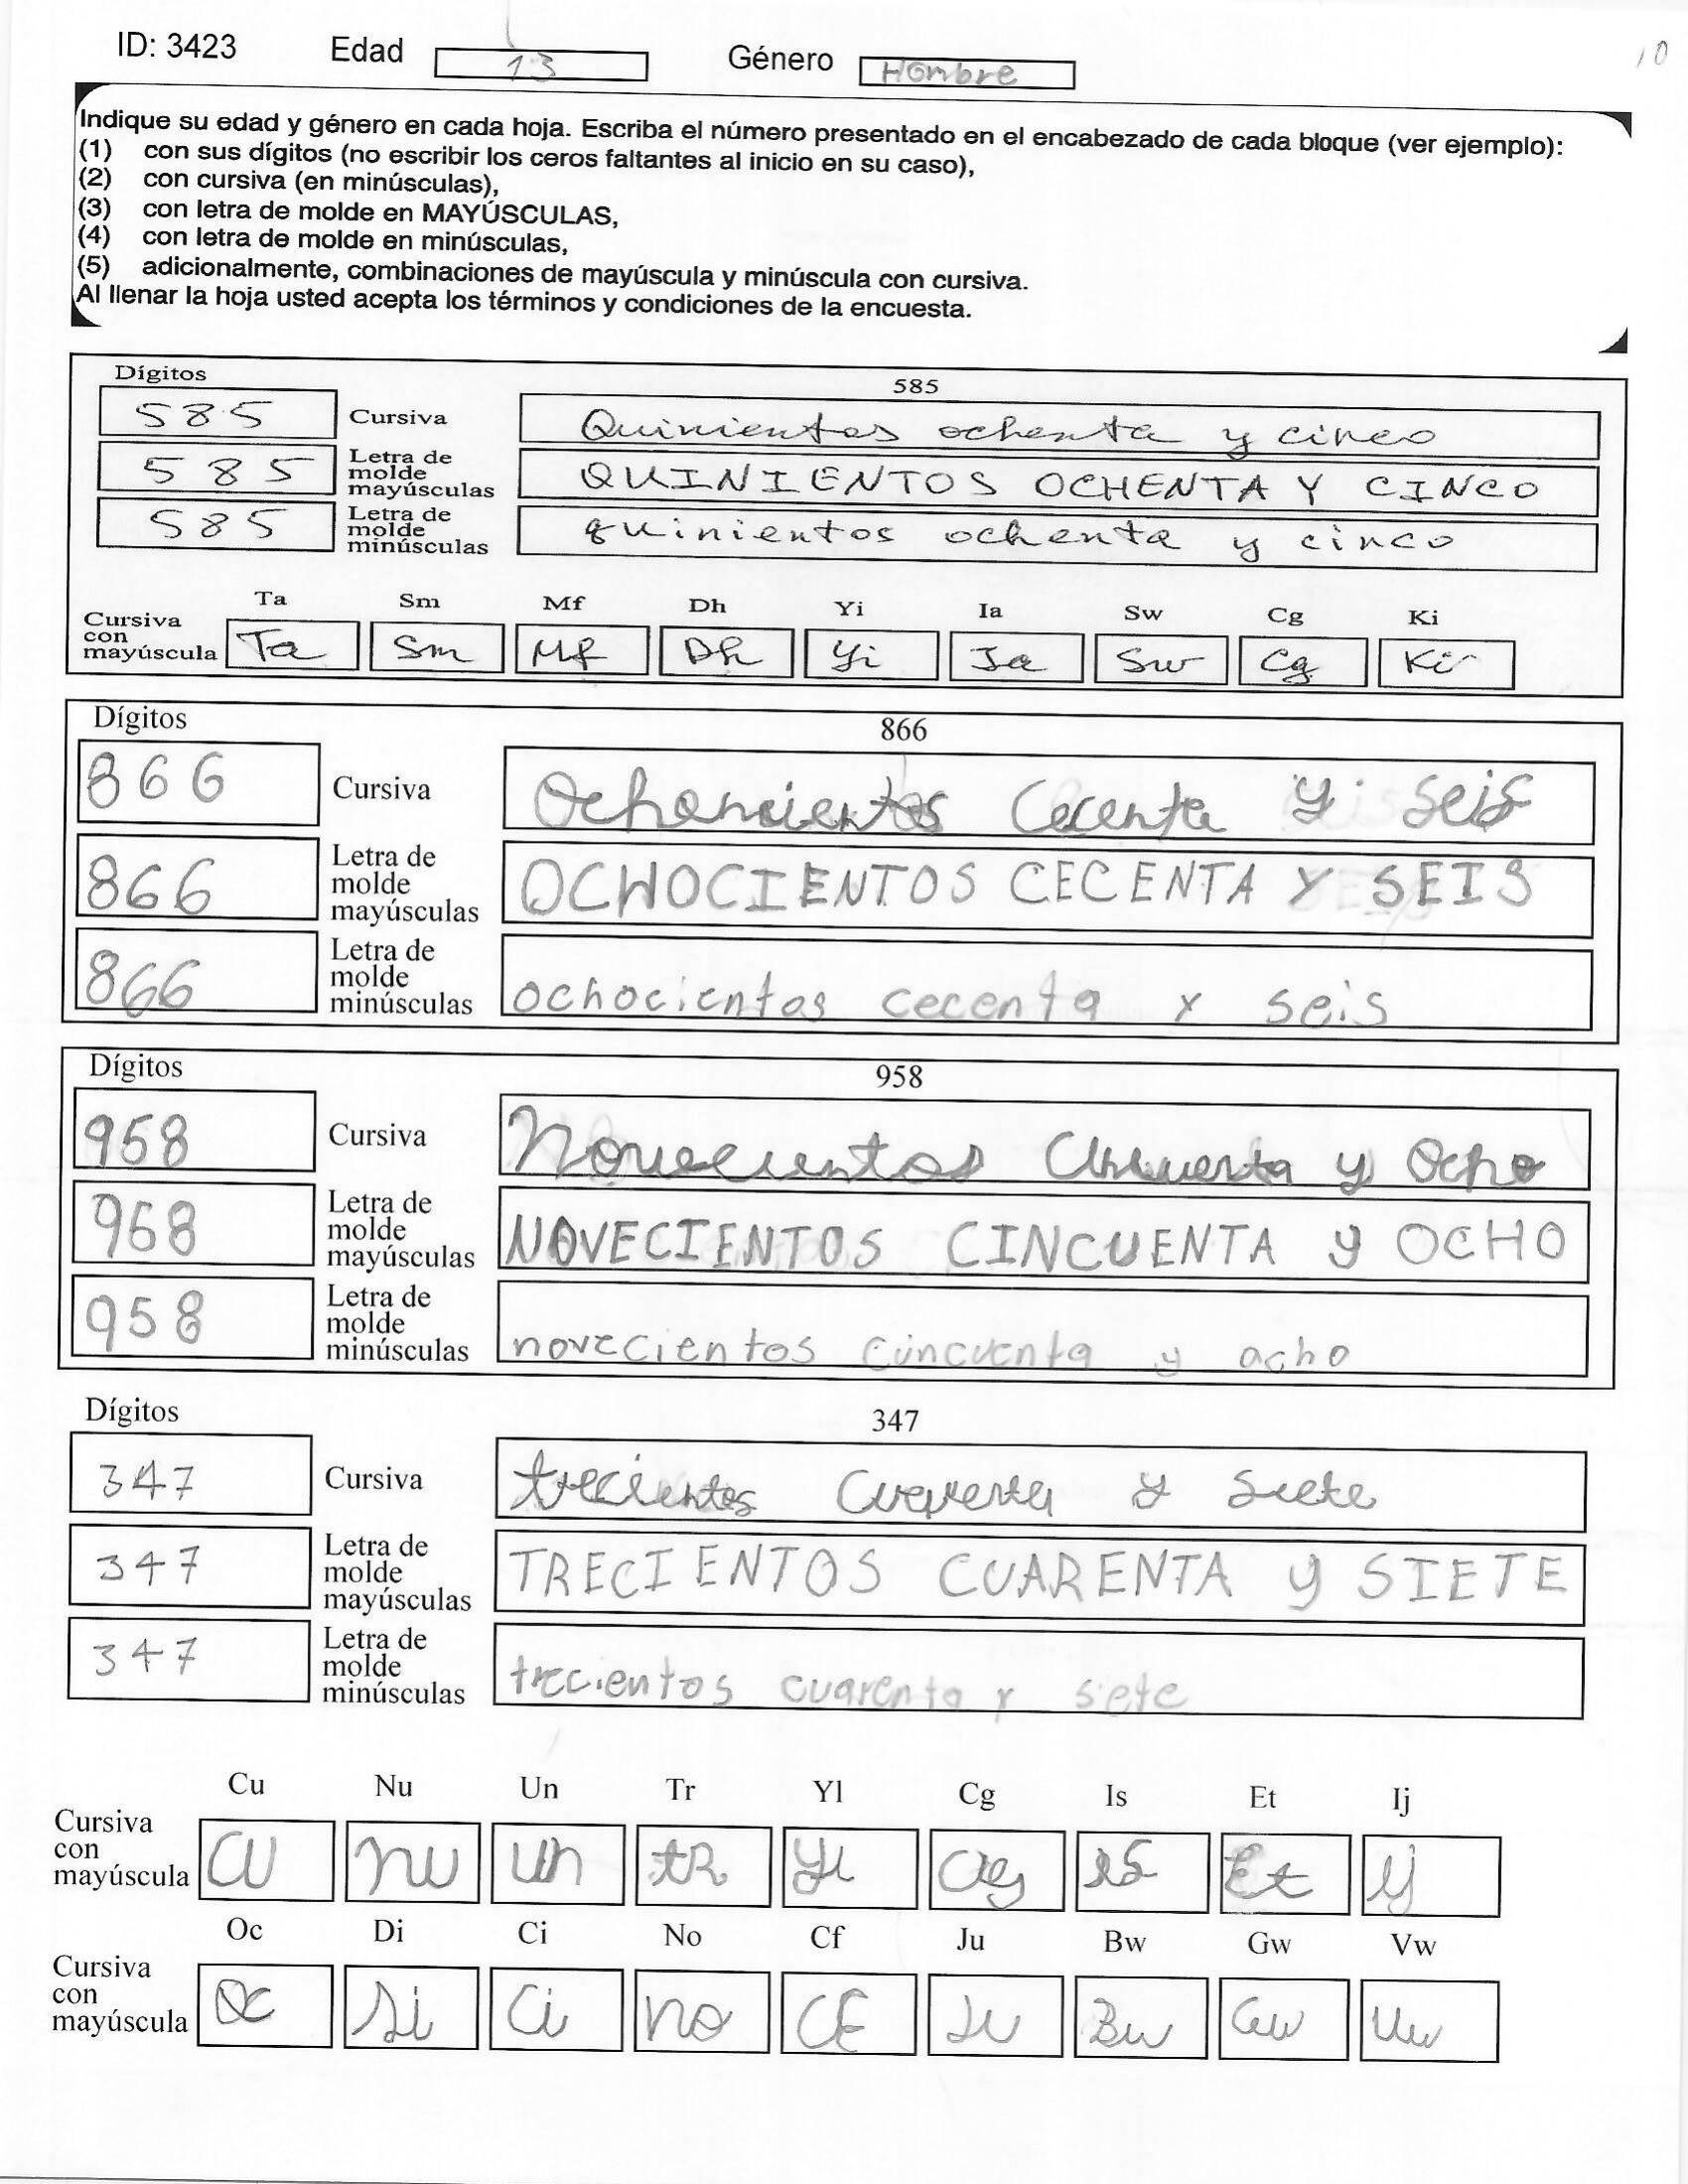 ID: 3423 Edad 13 Género Hombre 10
Indique su edad y género en cada hoja. Escriba el número presentado en el encabezado de cada bloque (ver ejemplo):
(1) con sus dígitos (no escribir los ceros faltantes al inicio en su caso),
(2) con cursiva (en minúsculas),
(3) con letra de molde en MAYÚSCULAS,
(4) con letra de molde en minúsculas,
(5) adicionalmente, combinaciones de mayúscula y minúscula con cursiva.
Al llenar la hoja usted acepta los términos y condiciones de la encuesta.
Dígitos 585
585 Cursiva Quinientos ochenta y cinco
585 Letra de molde mayúsculas QUINIENTOS OCHENTA Y CINCO
585 Letra de molde minúsculas quinientos ochenta y cinco
Ta Sm Mf Dh Yi Ia Sw Cg Ki
Cursiva con mayúscula Ta Sm Mf Dh Yi Ia Sw Cg Ki
Dígitos 866
866 Cursiva Cecenta y seis
866 Letra de molde mayúsculas OCHOCIENTOS CECENTA Y SEIS
866 Letra de molde minúsculas ochocientos cecenta y seis
Dígitos 958
958 Cursiva Novecientos y Ocho
958 Letra de molde mayúsculas NOVECIENTOS CINCUENTA y OCHO
958 Letra de molde minúsculas novecientos cincuenta y ocho
Dígitos 347
347 Cursiva trecientos y siete
347 Letra de molde mayúsculas TRECIENTOS CUARENTA y SIETE
347 Letra de molde minúsculas trecientos cuarenta y siete
Cu Nu Un Tr Yl Cg Is Et Ij
Cursiva con mayúscula Cu nu Un tR Yl Cg is Et Ij
Oc Di Ci No Cf Ju Bw Gw Vw
Cursiva con mayúscula Oc Di Ci No CF Ju Bw Gw Vw